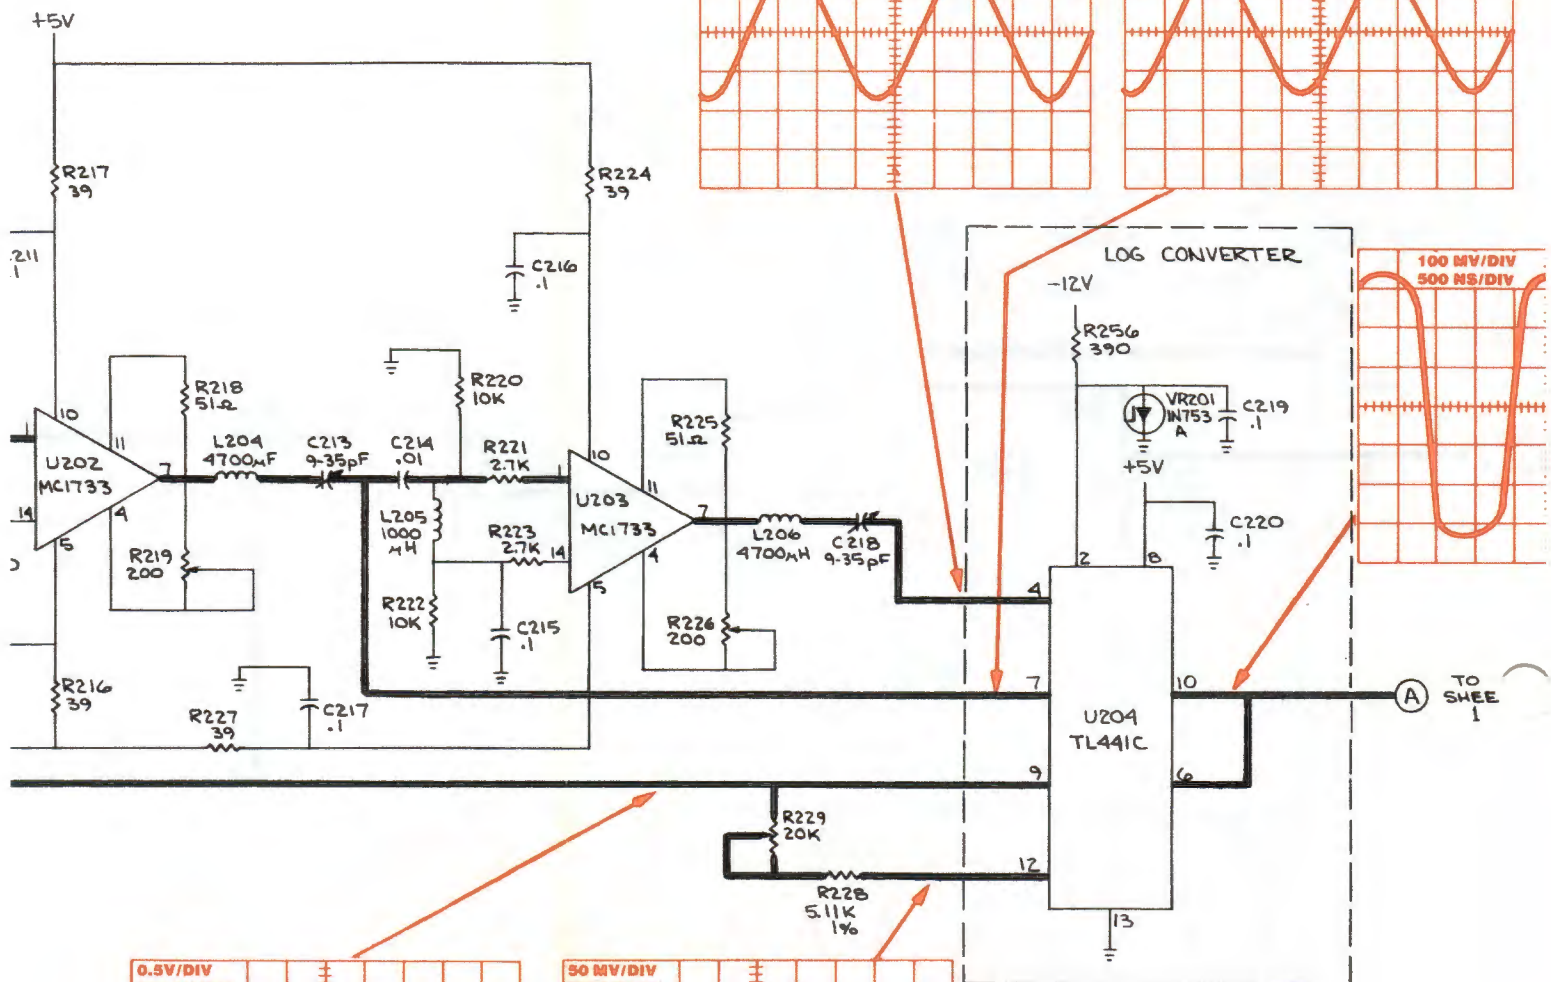 +5V
R217
39
R224
39
.211
.1
C216
.1
LOG CONVERTER
-12V
R256
390
VR201
IN753
A
C219
.1
+5V
C220
.1
100 MV/DIV
500 NS/DIV
10
11
U202
MC1733
1
14
4
5
7
R218
51Ω
R219
200
L204
4700μF
C213
9-35pF
C214
.01
R220
10K
R221
2.7K
L205
1000
μH
R223
2.7K
R222
10K
C215
.1
1
10
11
U203
MC1733
14
4
5
7
R225
51Ω
R226
200
L206
4700μH
C218
9-35pF
R216
39
R227
39
C217
.1
2
8
4
7
9
12
10
6
13
U204
TL441C
A
TO
SHEE
1
R229
20K
R228
5.11K
1%
0.5V/DIV
50 MV/DIV